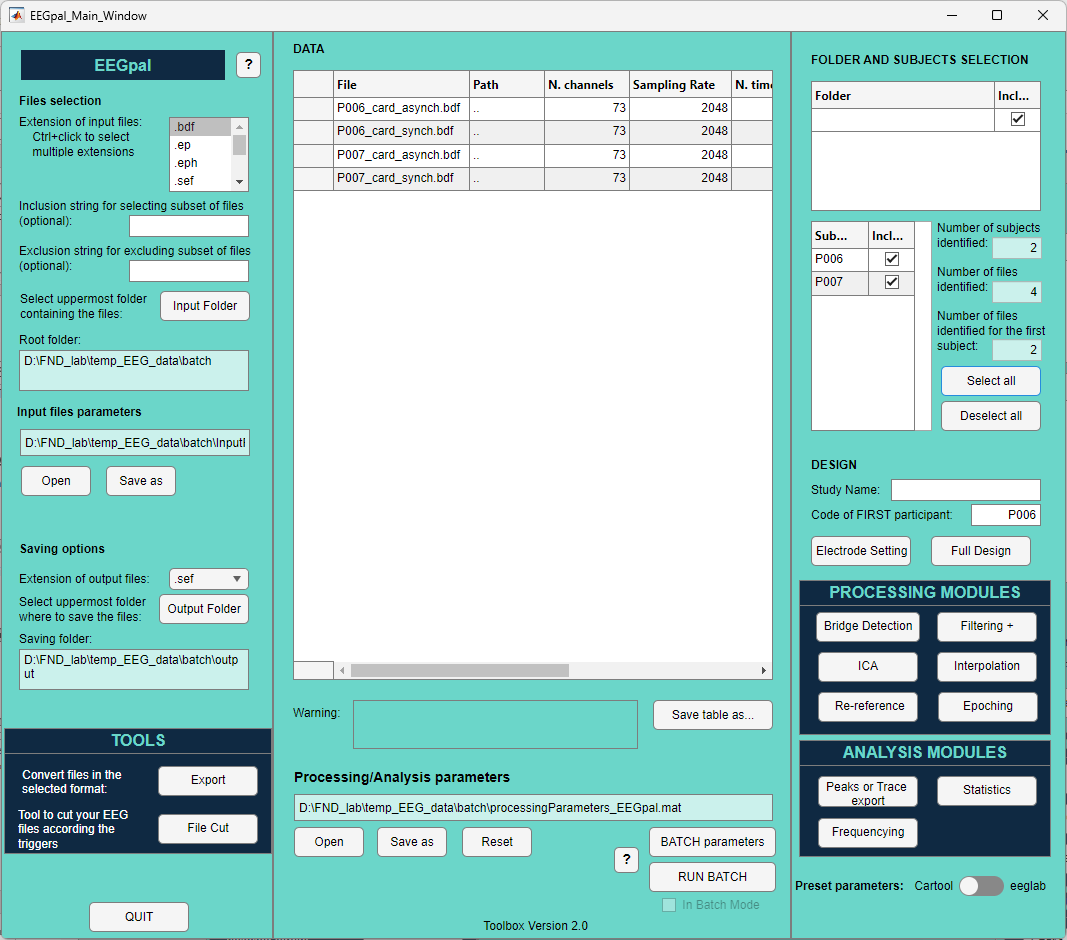 EEGpal_Main_Window
EEGpal
?
Files selection
Extension of input files:
Ctrl+click to select
multiple extensions
.bdf
.ep
.eph
.sef
Inclusion string for selecting subset of files
(optional):
Exclusion string for excluding subset of files
(optional):
Select uppermost folder
containing the files:
Input Folder
Root folder:
D:\FND_lab\temp_EEG_data\batch
Input files parameters
D:\FND_lab\temp_EEG_data\batch\Inputl
Open
Save as
Saving options
Extension of output files:
.sef
Select uppermost folder
where to save the files:
Output Folder
Saving folder:
D:\FND_lab\temp_EEG_data\batch\outp
ut
TOOLS
Convert files in the
selected format:
Export
Tool to cut your EEG
files according the
triggers
File Cut
QUIT
DATA
File Path N. channels Sampling Rate N. time
P006_card_asynch.bdf .. 73 2048
P006_card_synch.bdf .. 73 2048
P007_card_asynch.bdf .. 73 2048
P007_card_synch.bdf .. 73 2048
Warning:
Save table as...
Processing/Analysis parameters
D:\FND_lab\temp_EEG_data\batch\processingParameters_EEGpal.mat
Open
Save as
Reset
BATCH parameters
?
RUN BATCH
In Batch Mode
Toolbox Version 2.0
FOLDER AND SUBJECTS SELECTION
Folder Incl...
Sub... Incl...
P006
P007
Number of subjects
identified:
2
Number of files
identified:
4
Number of files
identified for the first
subject:
2
Select all
Deselect all
DESIGN
Study Name:
Code of FIRST participant:
P006
Electrode Setting
Full Design
PROCESSING MODULES
Bridge Detection
Filtering +
ICA
Interpolation
Re-reference
Epoching
ANALYSIS MODULES
Peaks or Trace
export
Statistics
Frequencying
Preset parameters: Cartool eeglab